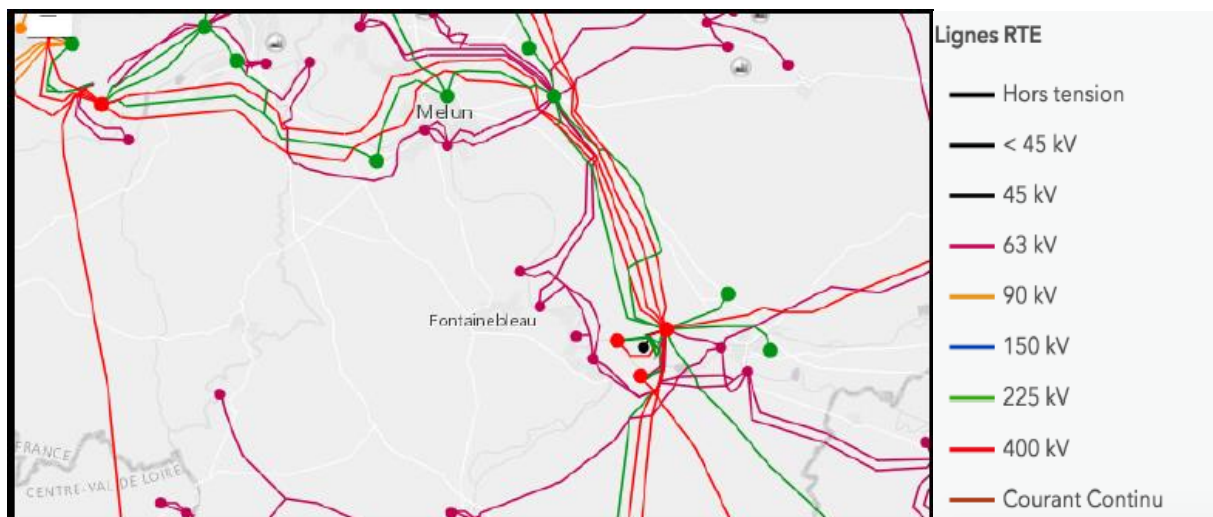 Melun
Fontainebleau
FRANCE
CENTRE-VAL DE LOIRE
Lignes RTE
Hors tension
< 45 kV
45 kV
63 kV
90 kV
150 kV
225 kV
400 kV
Courant Continu